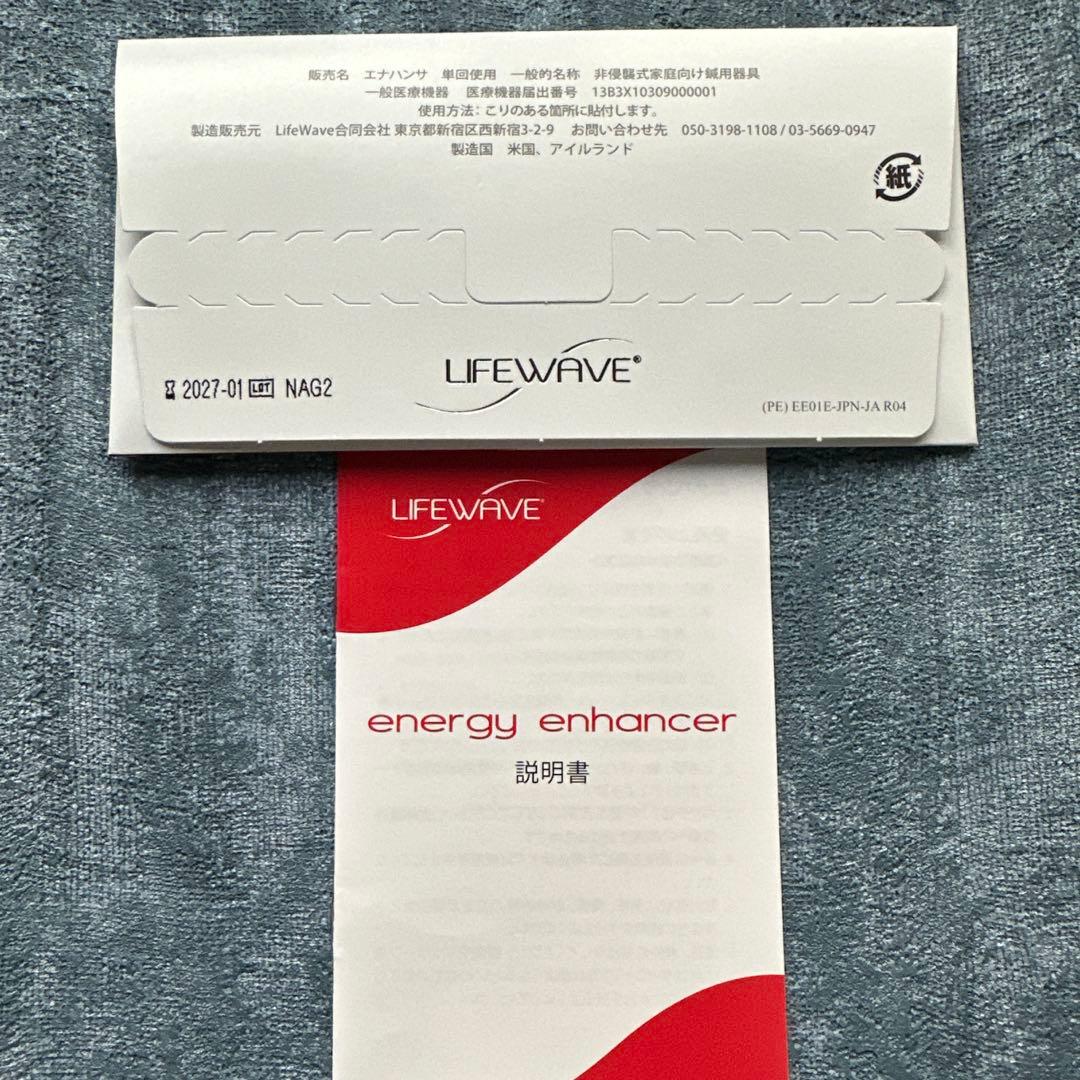 販売名 エナハンサ 単回使用 一般的名称 非侵襲式家庭向け鍼用器具
一般医療機器 医療機器届出番号 13B3X10309000001
使用方法：こりのある箇所に貼付します。
製造販売元 LifeWave合同会社 東京都新宿区西新宿3-2-9 お問い合わせ先 050-3198-1108 / 03-5669-0947
製造国 米国、アイルランド
紙
LIFEWAVE®
2027-01 LOT NAG2
(PE) EE01E-JPN-JA R04
LIFEWAVE®
energy enhancer
説明書